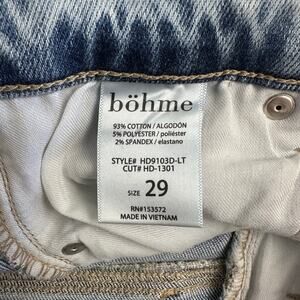 böhme
93% COTTON / ALGODÓN
5% POLYESTER / poliéster
2% SPANDEX / elastano
STYLE# HD9103D-LT
CUT# HD-1301
SIZE 29
RN#153572
MADE IN VIETNAM